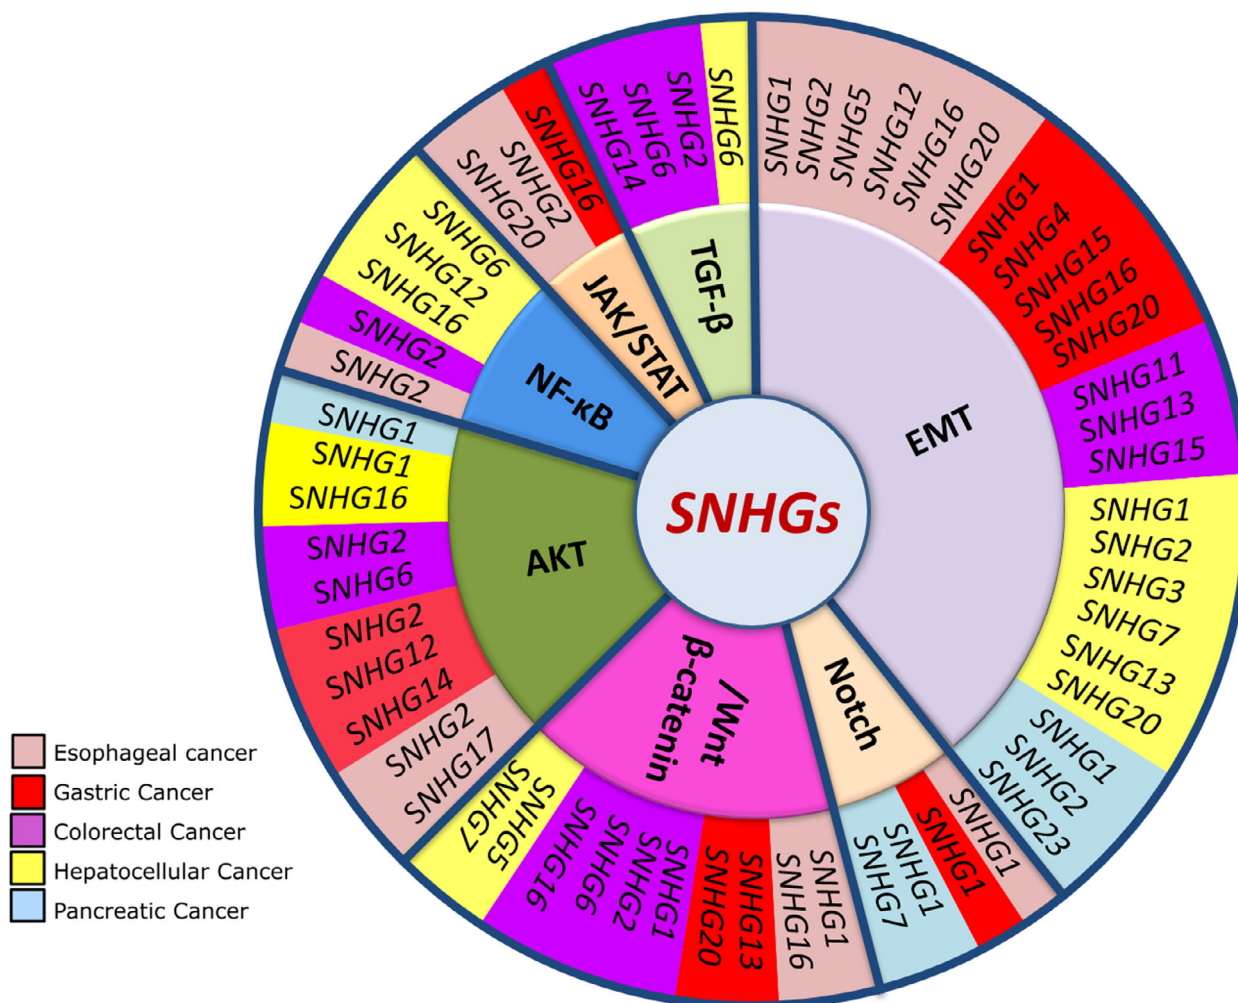 SNHGs
EMT
SNHG1
SNHG2
SNHG5
SNHG12
SNHG16
SNHG20
SNHG1
SNHG4
SNHG15
SNHG16
SNHG20
SNHG11
SNHG13
SNHG15
SNHG1
SNHG2
SNHG3
SNHG7
SNHG13
SNHG20
SNHG1
SNHG2
SNHG23
Notch
SNHG1
SNHG1
SNHG1
SNHG7
/Wnt
β-catenin
SNHG1
SNHG16
SNHG13
SNHG20
SNHG1
SNHG2
SNHG6
SNHG16
SNHG5
SNHG7
AKT
SNHG1
SNHG1
SNHG16
SNHG2
SNHG6
SNHG2
SNHG12
SNHG14
SNHG2
SNHG17
NF-κB
SNHG6
SNHG12
SNHG16
SNHG2
SNHG2
JAK/STAT
SNHG20
SNHG2
SNHG16
TGF-β
SNHG14
SNHG6
SNHG2
SNHG6
Esophageal cancer
Gastric Cancer
Colorectal Cancer
Hepatocellular Cancer
Pancreatic Cancer